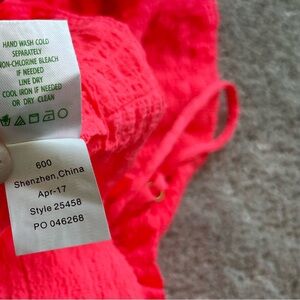 HAND WASH COLD
SEPARATELY
NON-CHLORINE BLEACH
IF NEEDED
LINE DRY
COOL IRON IF NEEDED
OR DRY CLEAN
600
Shenzhen,China
Apr-17
Style 25458
PO 046268